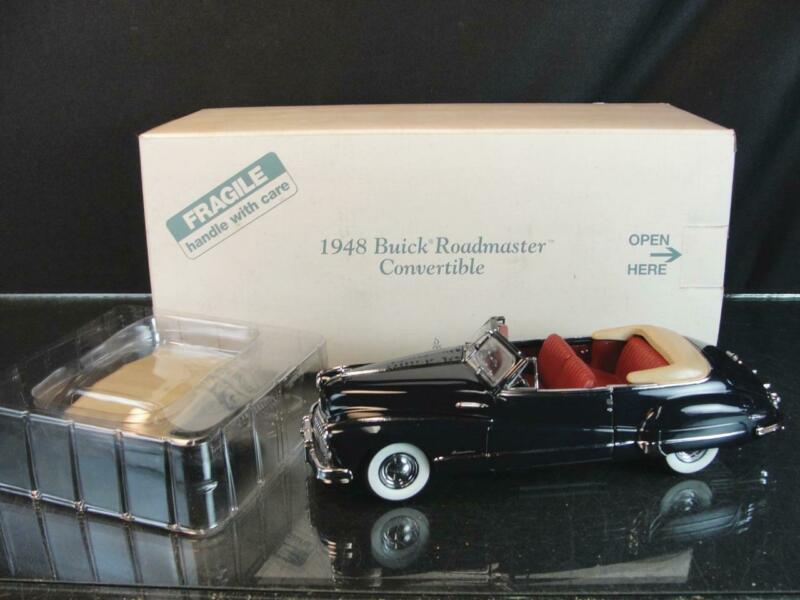 FRAGILE
handle with care
1948 Buick® Roadmaster™
Convertible
OPEN
HERE